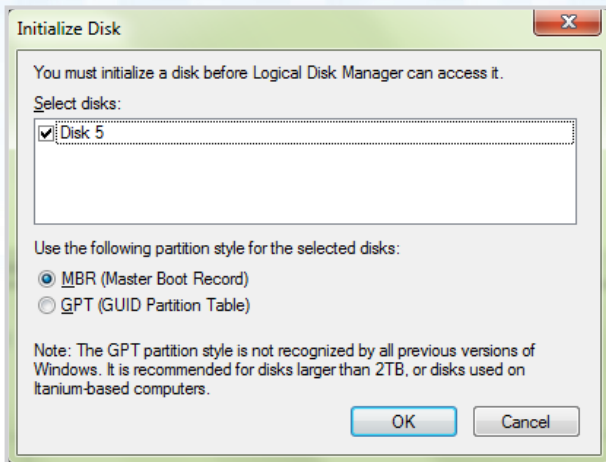 Initialize Disk
You must initialize a disk before Logical Disk Manager can access it.
Select disks:
Disk 5
Use the following partition style for the selected disks:
MBR (Master Boot Record)
GPT (GUID Partition Table)
Note: The GPT partition style is not recognized by all previous versions of
Windows. It is recommended for disks larger than 2TB, or disks used on
Itanium-based computers.
OK Cancel